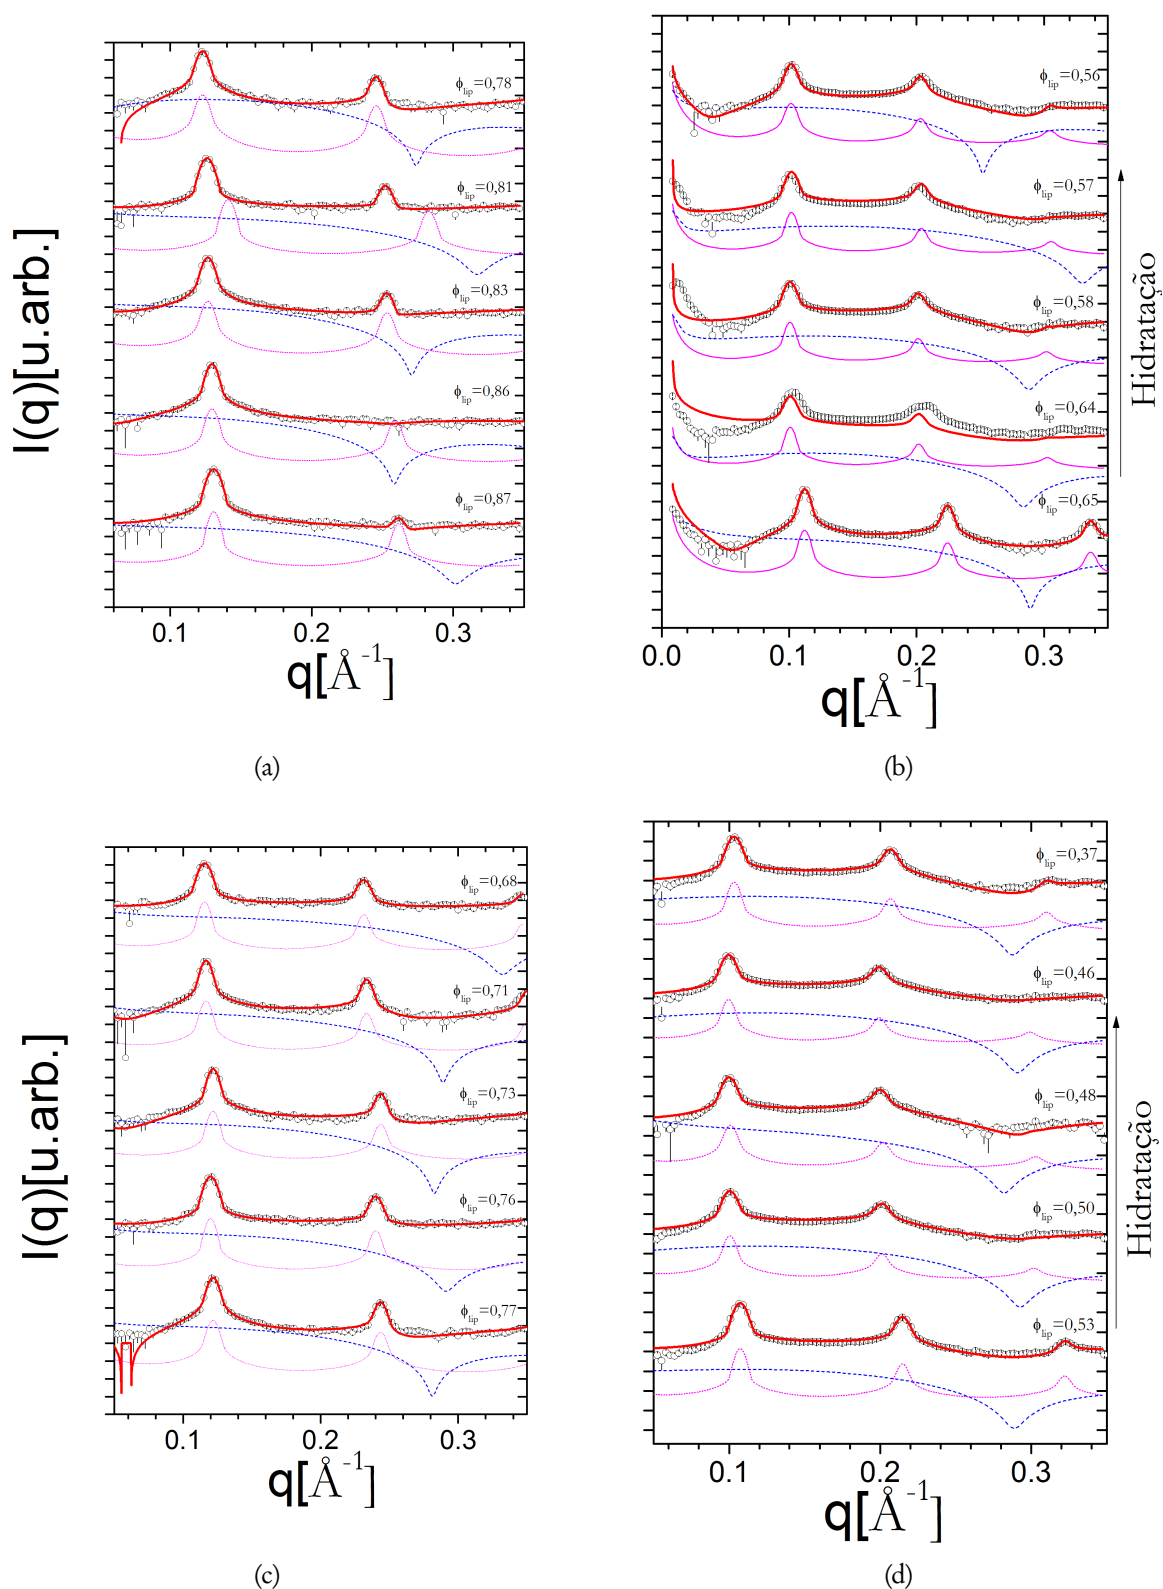 I(q)[u.arb.]
ϕlip=0,78
ϕlip=0,81
ϕlip=0,83
ϕlip=0,86
ϕlip=0,87
0.1 0.2 0.3
q[Å-1]
(a)
ϕlip=0,56
ϕlip=0,57
ϕlip=0,58
ϕlip=0,64
ϕlip=0,65
Hidratação
0.0 0.1 0.2 0.3
q[Å-1]
(b)
I(q)[u.arb.]
ϕlip=0,68
ϕlip=0,71
ϕlip=0,73
ϕlip=0,76
ϕlip=0,77
0.1 0.2 0.3
q[Å-1]
(c)
ϕlip=0,37
ϕlip=0,46
ϕlip=0,48
ϕlip=0,50
ϕlip=0,53
Hidratação
0.1 0.2 0.3
q[Å-1]
(d)